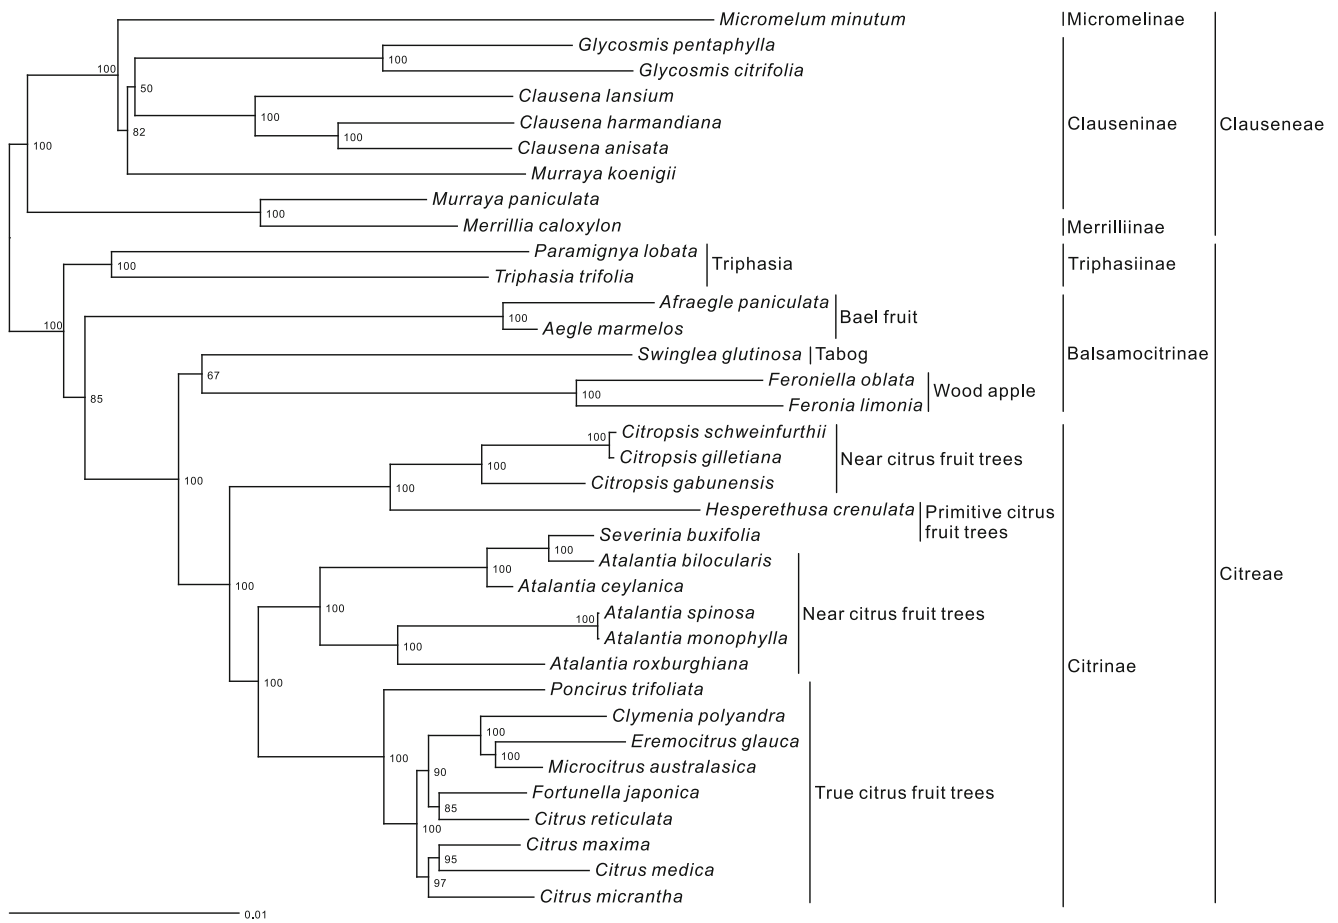 Micromelum minutum
Micromelinae
Glycosmis pentaphylla
100
Glycosmis citrifolia
100
50
Clausena lansium
100
Clausena harmandiana
Clauseninae
Clauseneae
82
100
Clausena anisata
100
Murraya koenigii
Murraya paniculata
100
Merrillia caloxylon
Merrilliinae
Paramignya lobata
100
Triphasia
Triphasiinae
Triphasia trifolia
Afraegle paniculata
100
100
Bael fruit
Aegle marmelos
Swinglea glutinosa
Tabog
Balsamocitrinae
67
Feroniella oblata
100
Wood apple
85
Feronia limonia
Citropsis schweinfurthii
100
Citropsis gilletiana
Near citrus fruit trees
100
100
100
Citropsis gabunensis
Hesperethusa crenulata
Primitive citrus
fruit trees
Severinia buxifolia
100
Atalantia bilocularis
100
Citreae
100
Atalantia ceylanica
100
Atalantia spinosa
100
Near citrus fruit trees
Atalantia monophylla
100
Atalantia roxburghiana
Citrinae
100
Poncirus trifoliata
Clymenia polyandra
100
Eremocitrus glauca
100
100
Microcitrus australasica
90
Fortunella japonica
True citrus fruit trees
85
Citrus reticulata
100
Citrus maxima
95
Citrus medica
97
Citrus micrantha
0.01